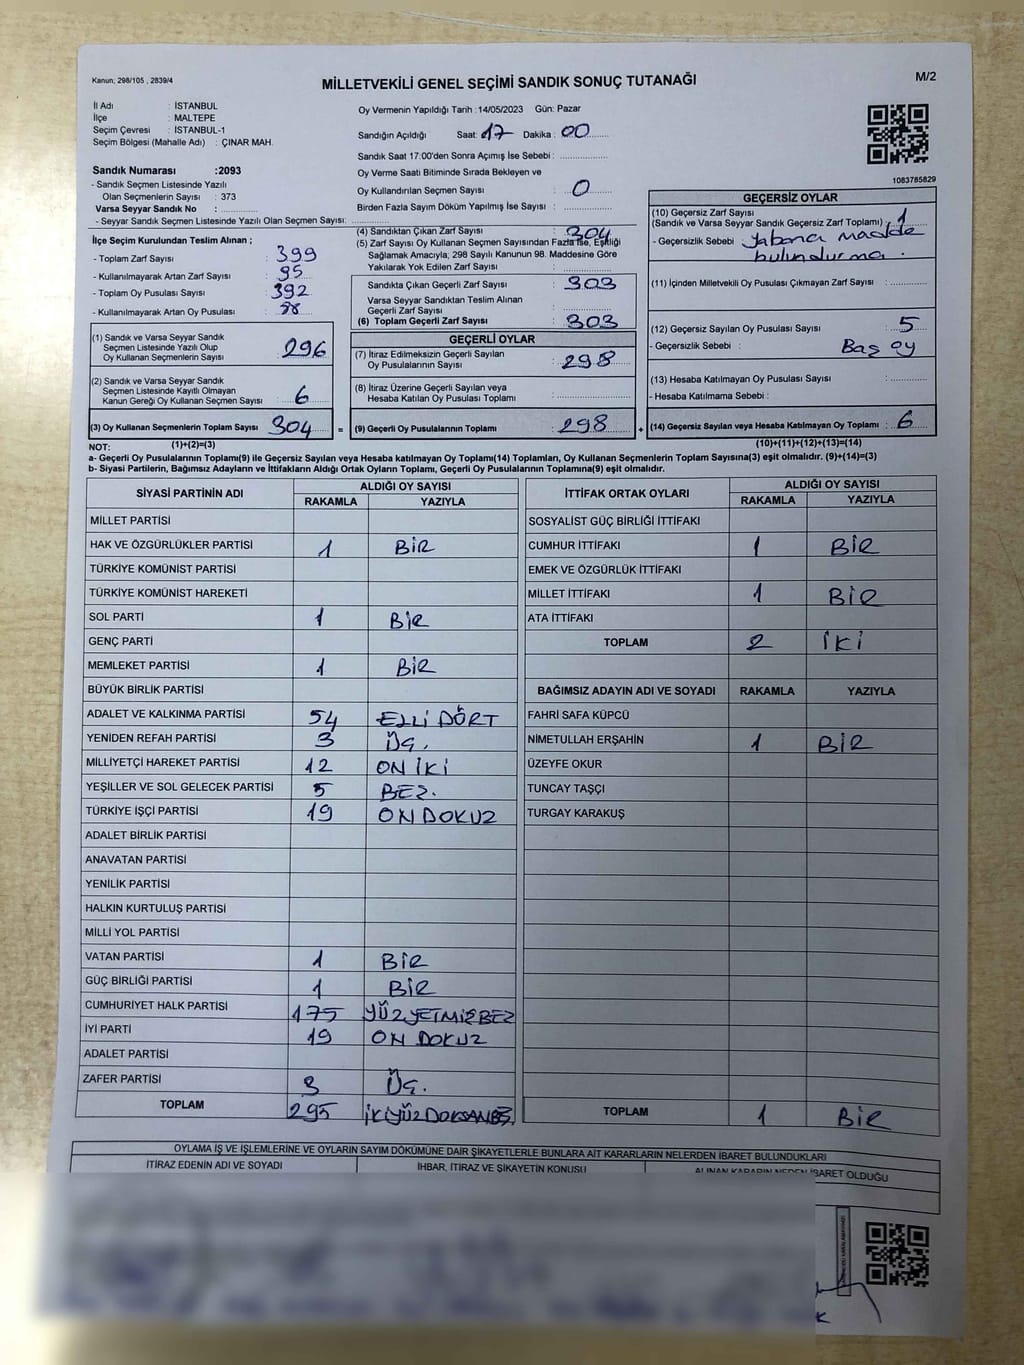 Kanun; 298/105 , 2839/4
MİLLETVEKİLİ GENEL SEÇİMİ SANDIK SONUÇ TUTANAĞI
M/2
İl Adı : İSTANBUL
İlçe : MALTEPE
Seçim Çevresi : İSTANBUL-1
Seçim Bölgesi (Mahalle Adı) : ÇINAR MAH.
Sandık Numarası :2093
- Sandık Seçmen Listesinde Yazılı
Olan Seçmenlerin Sayısı : 373
Varsa Seyyar Sandık No :
- Seyyar Sandık Seçmen Listesinde Yazılı Olan Seçmen Sayısı:
Oy Vermenin Yapıldığı Tarih :14/05/2023 Gün: Pazar
Sandığın Açıldığı Saat: 17 Dakika : 00
Sandık Saat 17:00'den Sonra Açımış İse Sebebi :
Oy Verme Saati Bitiminde Sırada Bekleyen ve
Oy Kullandırılan Seçmen Sayısı : 0
Birden Fazla Sayım Döküm Yapılmış İse Sayısı :
1083785829
İlçe Seçim Kurulundan Teslim Alınan ;
- Toplam Zarf Sayısı : 399
- Kullanılmayarak Artan Zarf Sayısı : 95
- Toplam Oy Pusulası Sayısı : 392
- Kullanılmayarak Artan Oy Pusulası : 88
(1) Sandık ve Varsa Seyyar Sandık
Seçmen Listesinde Yazılı Olup
Oy Kullanan Seçmenlerin Sayısı : 296
(2) Sandık ve Varsa Seyyar Sandık
Seçmen Listesinde Kayıtlı Olmayan
Kanun Gereği Oy Kullanan Seçmen Sayısı : 6
(3) Oy Kullanan Seçmenlerin Toplam Sayısı : 304 =
(4) Sandıktan Çıkan Zarf Sayısı : 304
(5) Zarf Sayısı Oy Kullanan Seçmen Sayısından Fazla İse, Eşitliği
Sağlamak Amacıyla; 298 Sayılı Kanunun 98. Maddesine Göre
Yakılarak Yok Edilen Zarf Sayısı :
Sandıkta Çıkan Geçerli Zarf Sayısı : 303
Varsa Seyyar Sandıktan Teslim Alınan
Geçerli Zarf Sayısı :
(6) Toplam Geçerli Zarf Sayısı : 303
GEÇERLİ OYLAR
(7) İtiraz Edilmeksizin Geçerli Sayılan
Oy Pusulalarının Sayısı : 298
(8) İtiraz Üzerine Geçerli Sayılan veya
Hesaba Katılan Oy Pusulası Toplamı :
(9) Geçerli Oy Pusulalarının Toplamı : 298 +
GEÇERSİZ OYLAR
(10) Geçersiz Zarf Sayısı
(Sandık ve Varsa Seyyar Sandık Geçersiz Zarf Toplamı) : 1
- Geçersizlik Sebebi : Yabancı madde
bulundurma.
(11) İçinden Milletvekili Oy Pusulası Çıkmayan Zarf Sayısı :
(12) Geçersiz Sayılan Oy Pusulası Sayısı : 5
- Geçersizlik Sebebi : Baş oy
(13) Hesaba Katılmayan Oy Pusulası Sayısı :
- Hesaba Katılmama Sebebi :
(14) Geçersiz Sayılan veya Hesaba Katılmayan Oy Toplamı : 6
NOT: (1)+(2)=(3) (10)+(11)+(12)+(13)=(14)
a- Geçerli Oy Pusulalarının Toplamı(9) ile Geçersiz Sayılan veya Hesaba katılmayan Oy Toplamı(14) Toplamları, Oy Kullanan Seçmenlerin Toplam Sayısına(3) eşit olmalıdır. (9)+(14)=(3)
b- Siyasi Partilerin, Bağımsız Adayların ve İttifakların Aldığı Ortak Oyların Toplamı, Geçerli Oy Pusulalarının Toplamına(9) eşit olmalıdır.
SİYASİ PARTİNİN ADI ALDIĞI OY SAYISI
RAKAMLA YAZIYLA
MİLLET PARTİSİ
HAK VE ÖZGÜRLÜKLER PARTİSİ 1 BİR
TÜRKİYE KOMÜNİST PARTİSİ
TÜRKİYE KOMÜNİST HAREKETİ
SOL PARTİ 1 BİR
GENÇ PARTİ
MEMLEKET PARTİSİ 1 BİR
BÜYÜK BİRLİK PARTİSİ
ADALET VE KALKINMA PARTİSİ 54 ELLİ DÖRT
YENİDEN REFAH PARTİSİ 3 ÜÇ.
MİLLİYETÇİ HAREKET PARTİSİ 12 ON İKİ
YEŞİLLER VE SOL GELECEK PARTİSİ 5 BEZ.
TÜRKİYE İŞÇİ PARTİSİ 19 ON DOKUZ
ADALET BİRLİK PARTİSİ
ANAVATAN PARTİSİ
YENİLİK PARTİSİ
HALKIN KURTULUŞ PARTİSİ
MİLLİ YOL PARTİSİ
VATAN PARTİSİ 1 BİR
GÜÇ BİRLİĞİ PARTİSİ 1 BİR
CUMHURİYET HALK PARTİSİ 175 YÜZYETMİŞBEZ
İYİ PARTİ 19 ON DOKUZ
ADALET PARTİSİ
ZAFER PARTİSİ 3 ÜÇ.
TOPLAM 295 İKİYÜZDOKSANBEŞ
İTTİFAK ORTAK OYLARI ALDIĞI OY SAYISI
RAKAMLA YAZIYLA
SOSYALİST GÜÇ BİRLİĞİ İTTİFAKI
CUMHUR İTTİFAKI 1 BİR
EMEK VE ÖZGÜRLÜK İTTİFAKI
MİLLET İTTİFAKI 1 BİR
ATA İTTİFAKI
TOPLAM 2 İKİ
BAĞIMSIZ ADAYIN ADI VE SOYADI RAKAMLA YAZIYLA
FAHRİ SAFA KÜPCÜ
NİMETULLAH ERŞAHİN 1 BİR
ÜZEYFE OKUR
TUNCAY TAŞÇI
TURGAY KARAKUŞ
TOPLAM 1 BİR
OYLAMA İŞ VE İŞLEMLERİNE VE OYLARIN SAYIM DÖKÜMÜNE DAİR ŞİKAYETLERLE BUNLARA AİT KARARLARIN NELERDEN İBARET BULUNDUKLARI
İTİRAZ EDENİN ADI VE SOYADI İHBAR, İTİRAZ VE ŞİKAYETİN KONUSU ALINAN KARARIN NEDEN İBARET OLDUĞU